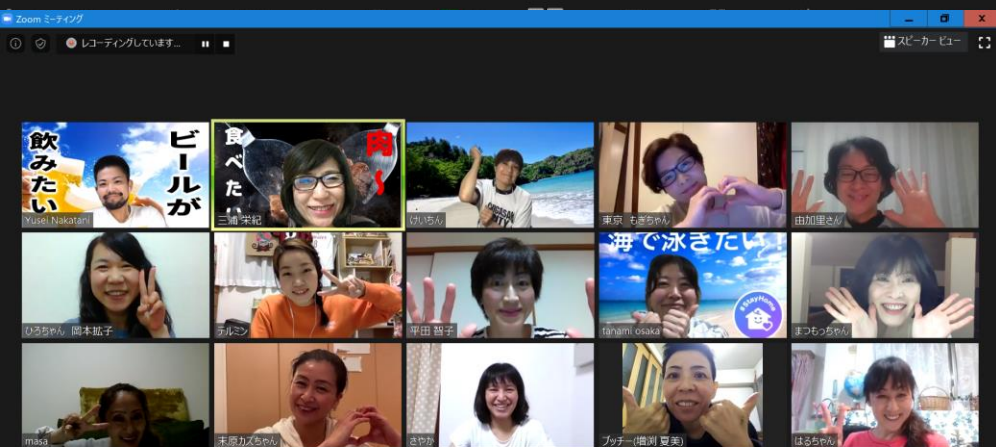 Zoom ミーティング
レコーディングしています...
スピーカー ビュー
飲みたい
ビールが
Yusei Nakatani
食べたい
肉〜
三浦 栄紀
けいちん
東京 もぎちゃん
由加里さん
ひろちゃん 岡本拡子
テルミン
平田 智子
海で泳ぎたい！
#StayHome
tanami osaka
まつもっちゃん
masa
末原カズちゃん
さやか
プッチー(増渕 夏美)
はるちゃん